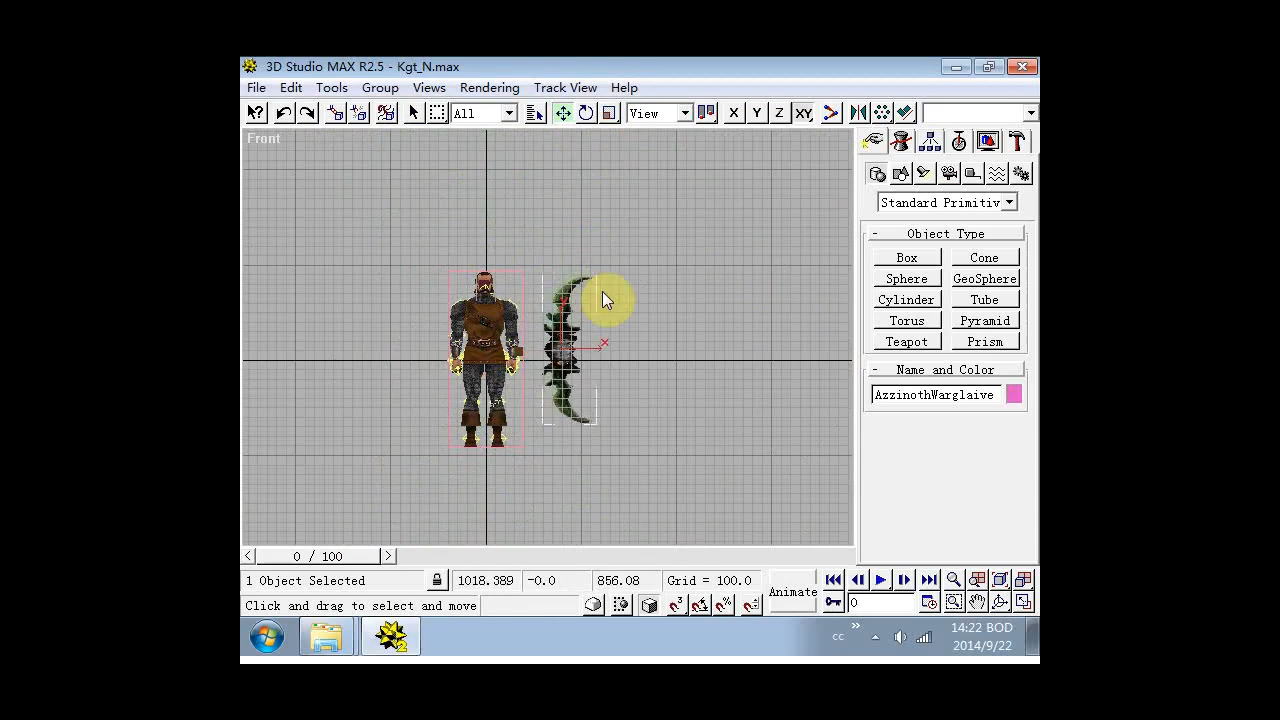 3D Studio MAX R2.5 - Kgt_N.max
File Edit Tools Group Views Rendering Track View Help
All View X Y Z XY
Front
Standard Primitiv
- Object Type
Box Cone
Sphere GeoSphere
Cylinder Tube
Torus Pyramid
Teapot Prism
- Name and Color
AzzinothWarglaive
0 / 100
1 Object Selected 1018.389 -0.0 856.08 Grid = 100.0 Animate
Click and drag to select and move 0
CC 14:22 BOD
2014/9/22